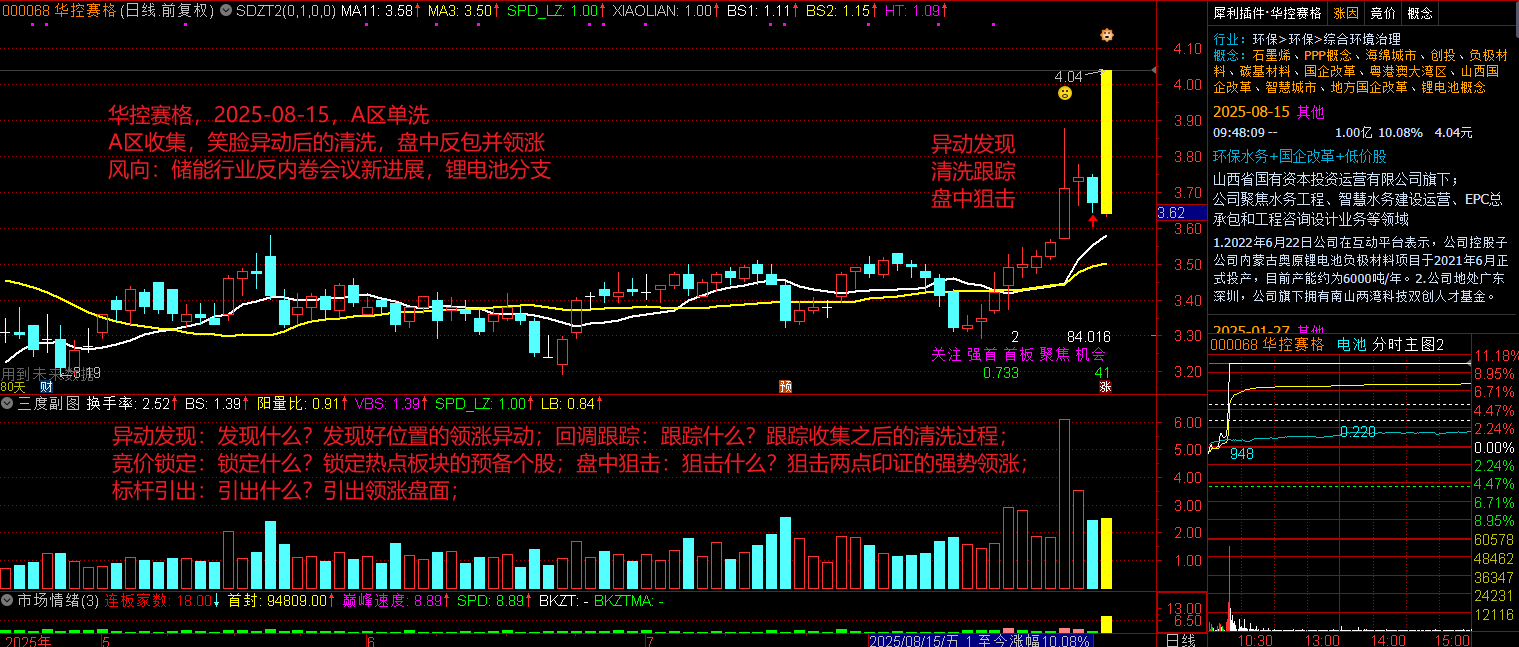 000068 华控赛格(日线.前复权) SDZT2(0,1,0,0) MA11: 3.58↑ MA3: 3.50↑ SPD_LZ: 1.00↑ XIAOLIAN: 1.00↑ BS1: 1.11↑ BS2: 1.15↑ HT: 1.09↑
4.10
4.04
4.00
华控赛格，2025-08-15，A区单洗
A区收集，笑脸异动后的清洗，盘中反包并领涨
风向：储能行业反内卷会议新进展，锂电池分支
异动发现
清洗跟踪
盘中狙击
3.90
3.80
3.70
3.62
3.60
3.50
3.40
3.30
3.20
2 84.016
关注 强首 首板 聚焦 机会
0.733 41
用到未来数据
3.19
80天 财 预 涨
三度副图 换手率: 2.52↑ BS: 1.39↑ 阳量比: 0.91↑ VBS: 1.39↑ SPD_LZ: 1.00↑ LB: 0.84↑
异动发现：发现什么？发现好位置的领涨异动；回调跟踪：跟踪什么？跟踪收集之后的清洗过程；
竞价锁定：锁定什么？锁定热点板块的预备个股；盘中狙击：狙击什么？狙击两点印证的强势领涨；
标杆引出：引出什么？引出领涨盘面；
6.00
5.00
4.00
3.00
2.00
1.00
市场情绪(3) 连板家数: 18.00↓ 首封: 94809.00↑ 巅峰速度: 8.89↑ SPD: 8.89↑ BKZT: - BKZTMA: -
13.00
6.50
2025年 5 6 7 2025/08/15/五 1 至今涨幅10.08% 日线
犀利插件·华控赛格 涨因 竞价 概念
行业: 环保>环保>综合环境治理
概念: 石墨烯、PPP概念、海绵城市、创投、负极材
料、碳基材料、国企改革、粤港澳大湾区、山西国
企改革、智慧城市、地方国企改革、锂电池概念
2025-08-15 其他
09:48:09 -- 1.00亿 10.08% 4.04元
环保水务+国企改革+低价股
山西省国有资本投资运营有限公司旗下；
公司聚焦水务工程、智慧水务建设运营、EPC总
承包和工程咨询设计业务等领域
1.2022年6月22日公司在互动平台表示，公司控股子
公司内蒙古奥原锂电池负极材料项目于2021年6月正
式投产，目前产能约为6000吨/年。2.公司地处广东
深圳，公司旗下拥有南山两湾科技双创人才基金。
2025-01-27 其他
000068 华控赛格 电池 分时主图2
11.18%
8.95%
6.71%
4.47%
2.24%
0.00%
2.24%
4.47%
6.71%
8.95%
0.220
948
60578
48462
36347
24231
12116
10:30 13:00 14:00 15:00